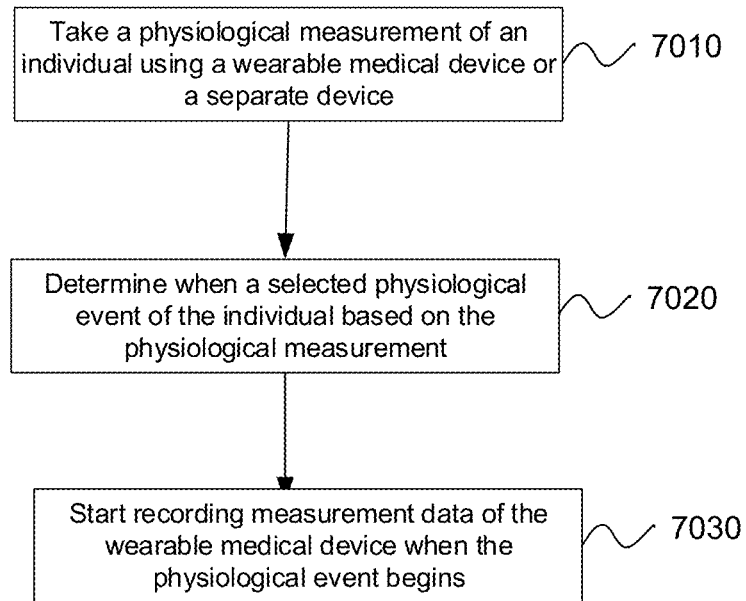 Take a physiological measurement of an
individual using a wearable medical device or
a separate device
7010
Determine when a selected physiological
event of the individual based on the
physiological measurement
7020
Start recording measurement data of the
wearable medical device when the
physiological event begins
7030